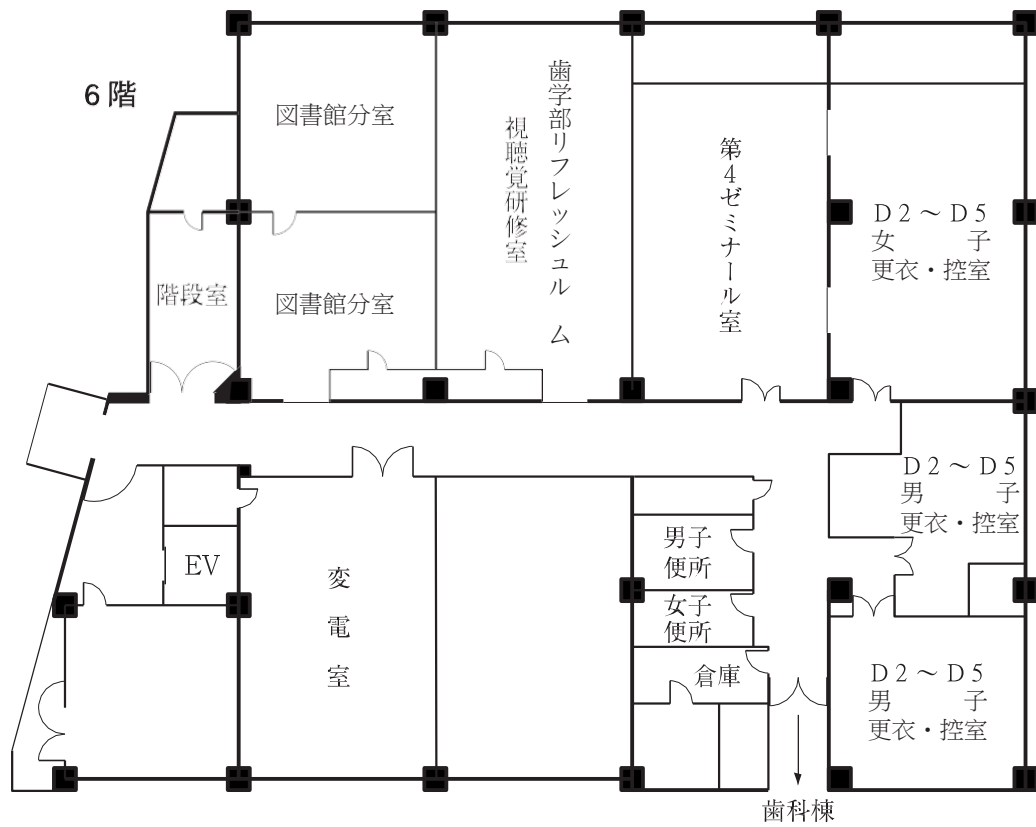 6階
図書館分室
歯学部リフレッシュル ム
視聴覚研修室
第4ゼミナール室
D2～D5
女 子
更衣・控室
階段室
図書館分室
D2～D5
男 子
更衣・控室
EV
変電室
男子
便所
女子
便所
倉庫
D2～D5
男 子
更衣・控室
歯科棟